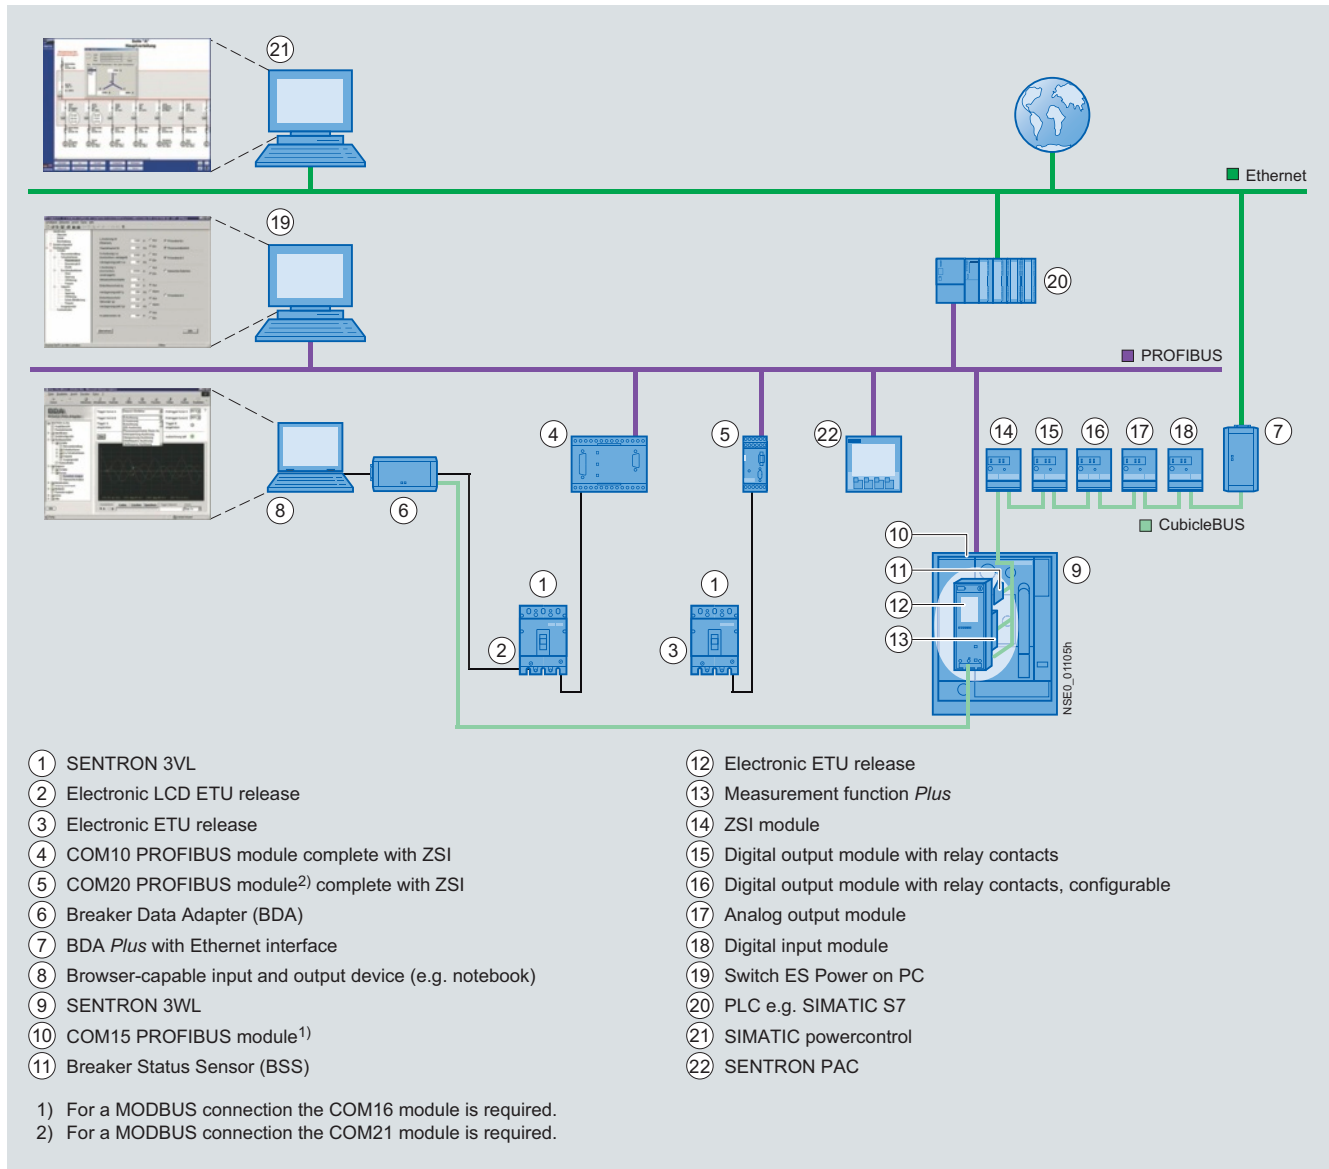 21
Ethernet
19
20
PROFIBUS
4
5
22
14
15
16
17
18
7
8
6
CubicleBUS
10
11
9
1
1
12
2
3
13
NSE0_01105h
1 SENTRON 3VL
2 Electronic LCD ETU release
3 Electronic ETU release
4 COM10 PROFIBUS module complete with ZSI
5 COM20 PROFIBUS module2) complete with ZSI
6 Breaker Data Adapter (BDA)
7 BDA Plus with Ethernet interface
8 Browser-capable input and output device (e.g. notebook)
9 SENTRON 3WL
10 COM15 PROFIBUS module1)
11 Breaker Status Sensor (BSS)
12 Electronic ETU release
13 Measurement function Plus
14 ZSI module
15 Digital output module with relay contacts
16 Digital output module with relay contacts, configurable
17 Analog output module
18 Digital input module
19 Switch ES Power on PC
20 PLC e.g. SIMATIC S7
21 SIMATIC powercontrol
22 SENTRON PAC
1) For a MODBUS connection the COM16 module is required.
2) For a MODBUS connection the COM21 module is required.